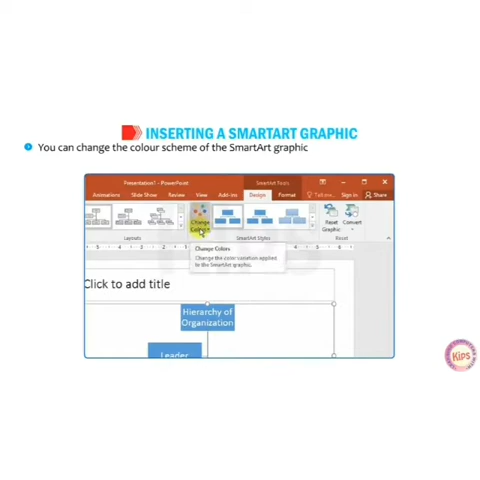 INSERTING A SMARTART GRAPHIC
You can change the colour scheme of the SmartArt graphic
Presentation1 - PowerPoint
SmartArt Tools
Animations Slide Show Review View Add-ins Design Format Tell me... Sign in Share
Change
Colors
Reset
Graphic
Convert
Layouts
SmartArt Styles
Reset
Change Colors
Change the color variation applied
to the SmartArt graphic.
Click to add title
Hierarchy of
Organization
Leader
Kips